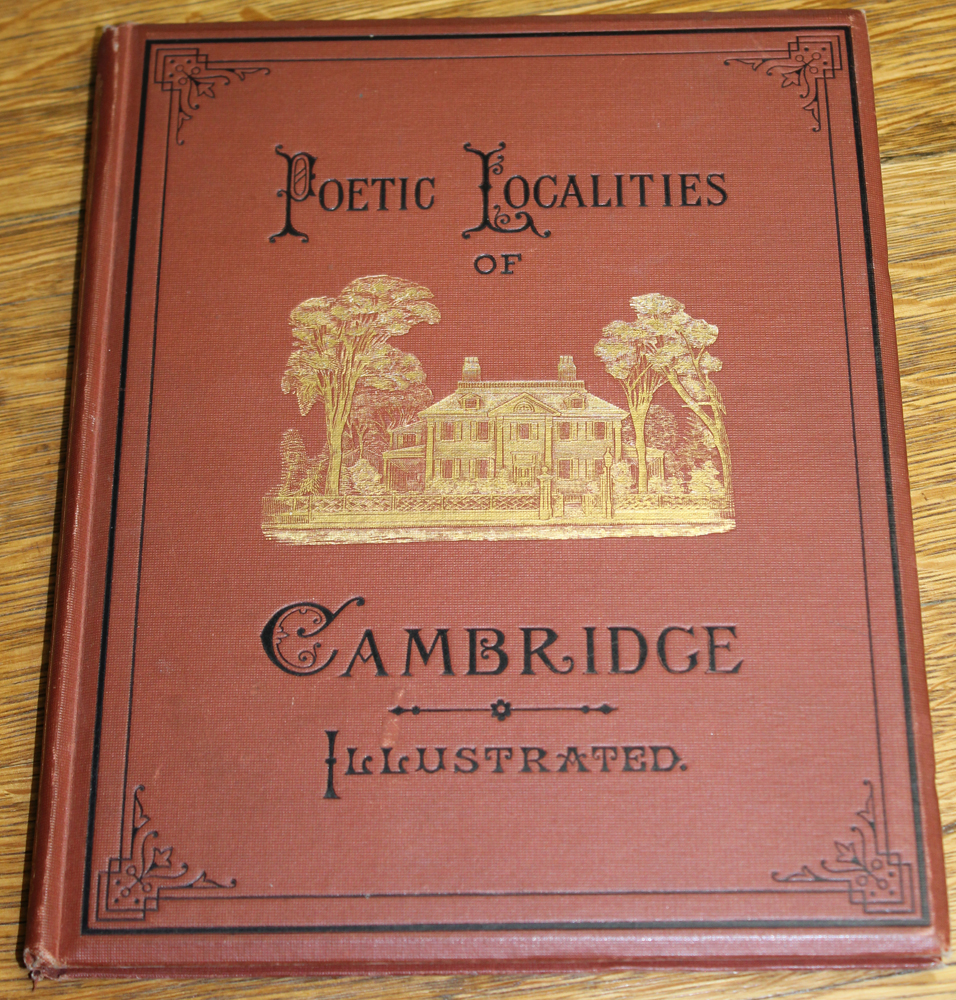 POETIC LOCALITIES
OF
CAMBRIDGE
ILLUSTRATED.